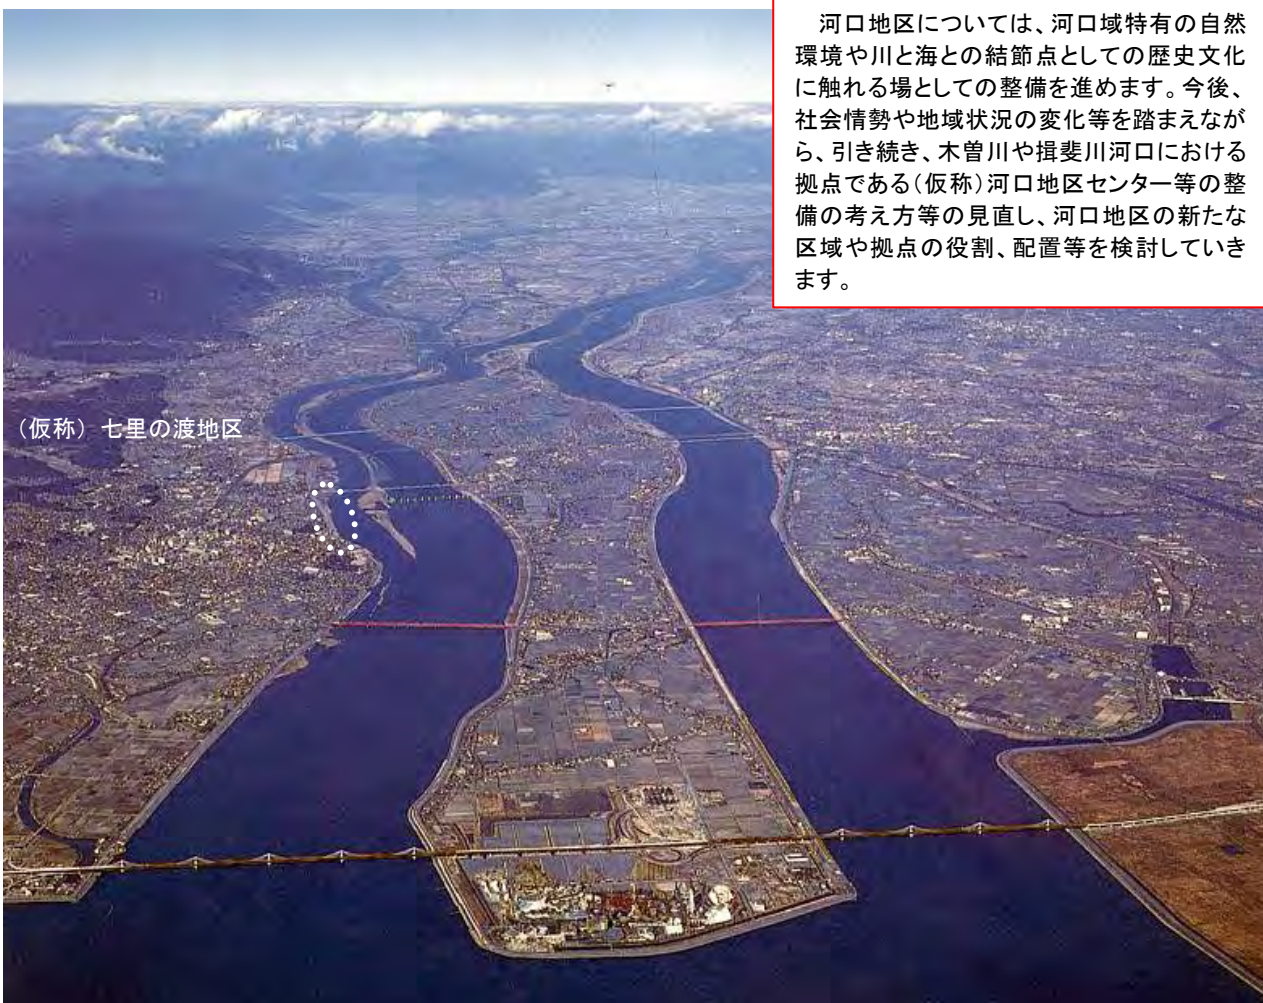 河口地区については、河口域特有の自然
環境や川と海との結節点としての歴史文化
に触れる場としての整備を進めます。今後、
社会情勢や地域状況の変化等を踏まえなが
ら、引き続き、木曽川や揖斐川河口における
拠点である(仮称)河口地区センター等の整
備の考え方等の見直し、河口地区の新たな
区域や拠点の役割、配置等を検討していき
ます。
（仮称）七里の渡地区